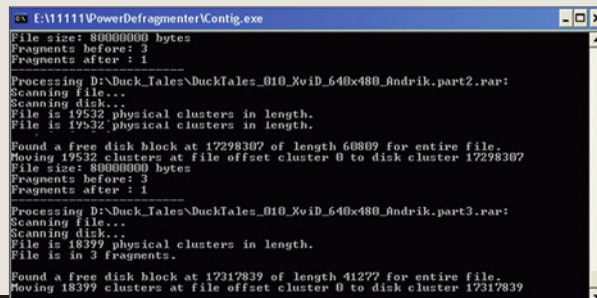 E:\11111\PowerDefragmenter\Contig.exe
File size: 80000000 bytes
Fragments before: 3
Fragments after : 1
------------------------
Processing D:\Duck_Tales\DuckTales_010_XviD_640x480_Andrik.part2.rar:
Scanning file...
Scanning disk...
File is 19532 physical clusters in length.
File is 19532 physical clusters in length.
Found a free disk block at 17298307 of length 60809 for entire file.
Moving 19532 clusters at file offset cluster 0 to disk cluster 17298307
File size: 80000000 bytes
Fragments before: 3
Fragments after : 1
------------------------
Processing D:\Duck_Tales\DuckTales_010_XviD_640x480_Andrik.part3.rar:
Scanning file...
Scanning disk...
File is 18399 physical clusters in length.
File is in 3 fragments.
Found a free disk block at 17317839 of length 41277 for entire file.
Moving 18399 clusters at file offset cluster 0 to disk cluster 17317839